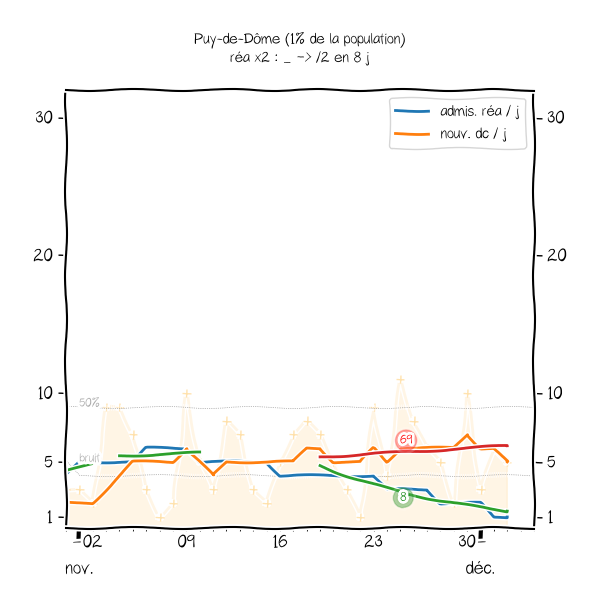 Puy-de-Dôme (1% de la population)
réa x2 : _ -> /2 en 8 j
admis. réa / j
nouv. dc / j
30 30
20 20
10 10
50%
69
5 bruit 5
8
1 1
02 09 16 23 30
nov. déc.